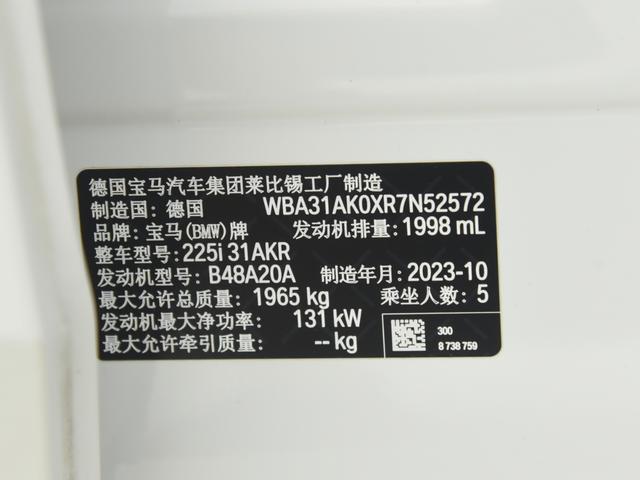 德国宝马汽车集团莱比锡工厂制造
制造国：德国 WBA31AK0XR7N52572
品牌：宝马(BMW)牌 发动机排量：1998 mL
整车型号：225i 31AKR
发动机型号：B48A20A 制造年月：2023-10
最大允许总质量：1965 kg 乘坐人数：5
发动机最大净功率：131 kW
最大允许牵引质量：-- kg
300
8 738 759